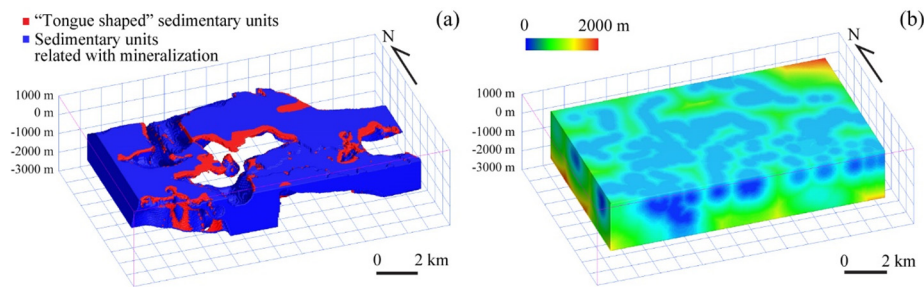 “Tongue shaped” sedimentary units
Sedimentary units
related with mineralization
(a)
N
1000 m
0 m
-1000 m
-2000 m
-3000 m
0 2 km
(b)
0 2000 m
N
1000 m
0 m
-1000 m
-2000 m
-3000 m
0 2 km